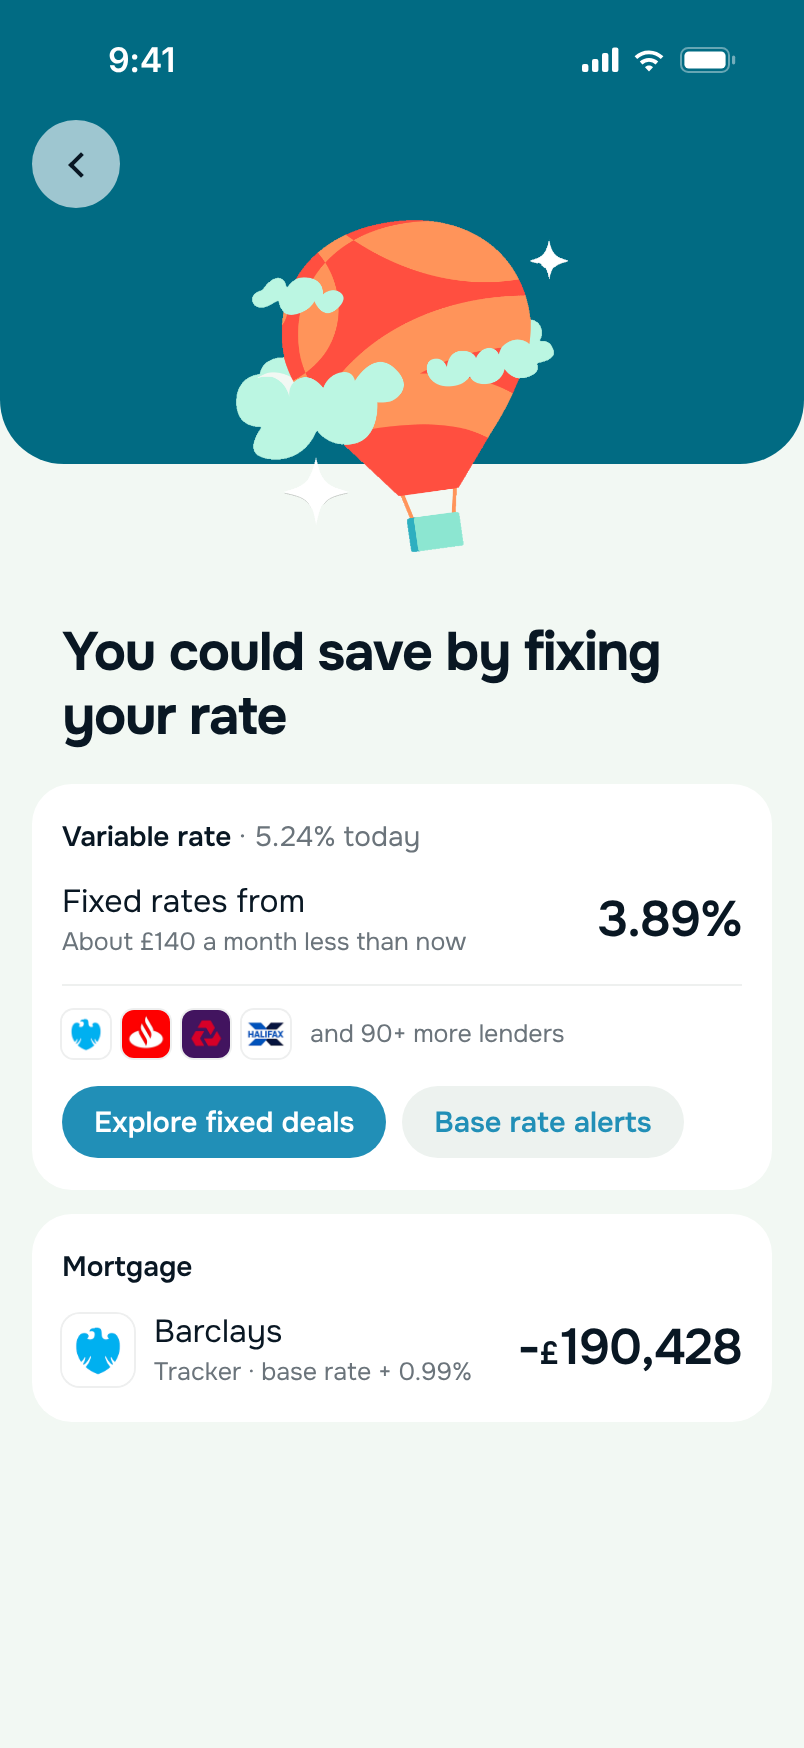 9:41
You could save by fixing
your rate
Variable rate · 5.24% today
Fixed rates from
3.89%
About £140 a month less than now
HALIFAX
and 90+ more lenders
Explore fixed deals
Base rate alerts
Mortgage
Barclays
-£190,428
Tracker · base rate + 0.99%